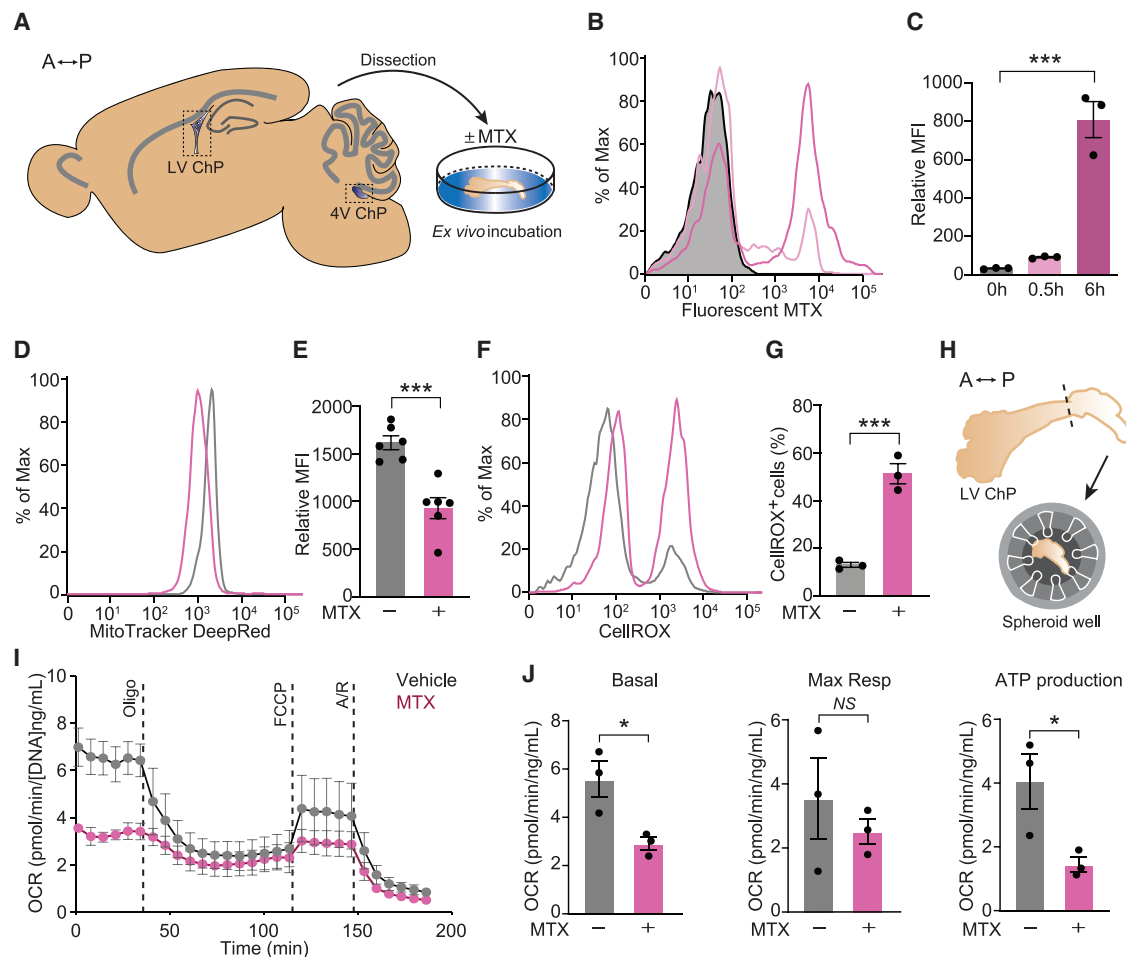 A
A↔P
LV ChP
4V ChP
Dissection
±MTX
Ex vivo incubation
B
% of Max
100
80
60
40
20
0
0 10¹ 10² 10³ 10⁴ 10⁵
Fluorescent MTX
C
***
Relative MFI
1000
800
600
400
200
0
0h 0.5h 6h
D
% of Max
100
80
60
40
20
0
0 10¹ 10² 10³ 10⁴ 10⁵
MitoTracker DeepRed
E
***
Relative MFI
2000
1500
1000
500
0
MTX − +
F
% of Max
100
80
60
40
20
0
0 10¹ 10² 10³ 10⁴ 10⁵
CellROX
G
***
CellROX⁺cells (%)
80
60
40
20
0
MTX − +
H
A↔P
LV ChP
Spheroid well
I
OCR (pmol/min/[DNA]ng/mL)
10
8
6
4
2
0
Oligo
FCCP
A/R
Vehicle
MTX
0 50 100 150 200
Time (min)
J
Basal
*
OCR (pmol/min/ng/mL)
8
6
4
2
0
MTX − +
Max Resp
NS
OCR (pmol/min/ng/mL)
6
4
2
0
MTX − +
ATP production
*
OCR (pmol/min/ng/mL)
6
4
2
0
MTX − +